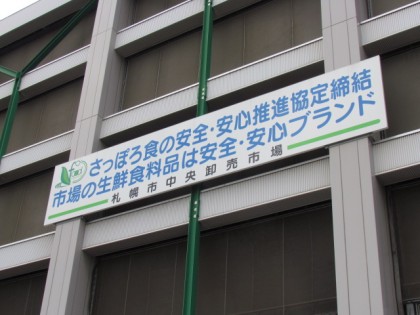 さっぽろ食の安全・安心推進協定締結
市場の生鮮食料品は安全・安心ブランド
札幌市中央卸売市場